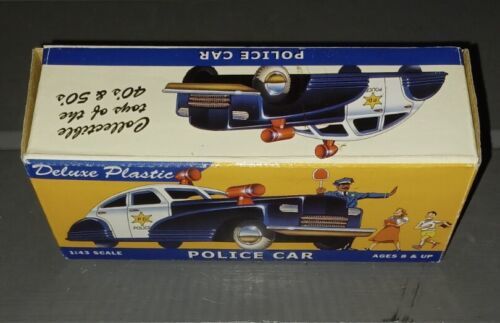 POLICE CAR
Collectible
toys of the
40's & 50's
Deluxe Plastic
POLICE
1:43 SCALE
POLICE CAR
AGES 8 & UP